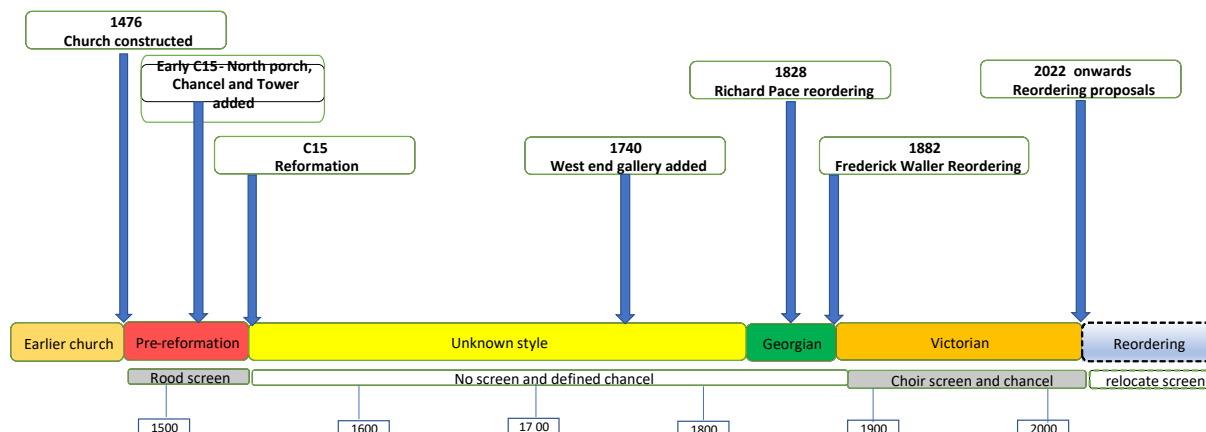 1476
Church constructed
Early C15- North porch,
Chancel and Tower
added
C15
Reformation
1740
West end gallery added
1828
Richard Pace reordering
1882
Frederick Waller Reordering
2022 onwards
Reordering proposals
Earlier church
Pre-reformation
Unknown style
Georgian
Victorian
Reordering
Rood screen
No screen and defined chancel
Choir screen and chancel
relocate screen
1500
1600
17 00
1800
1900
2000